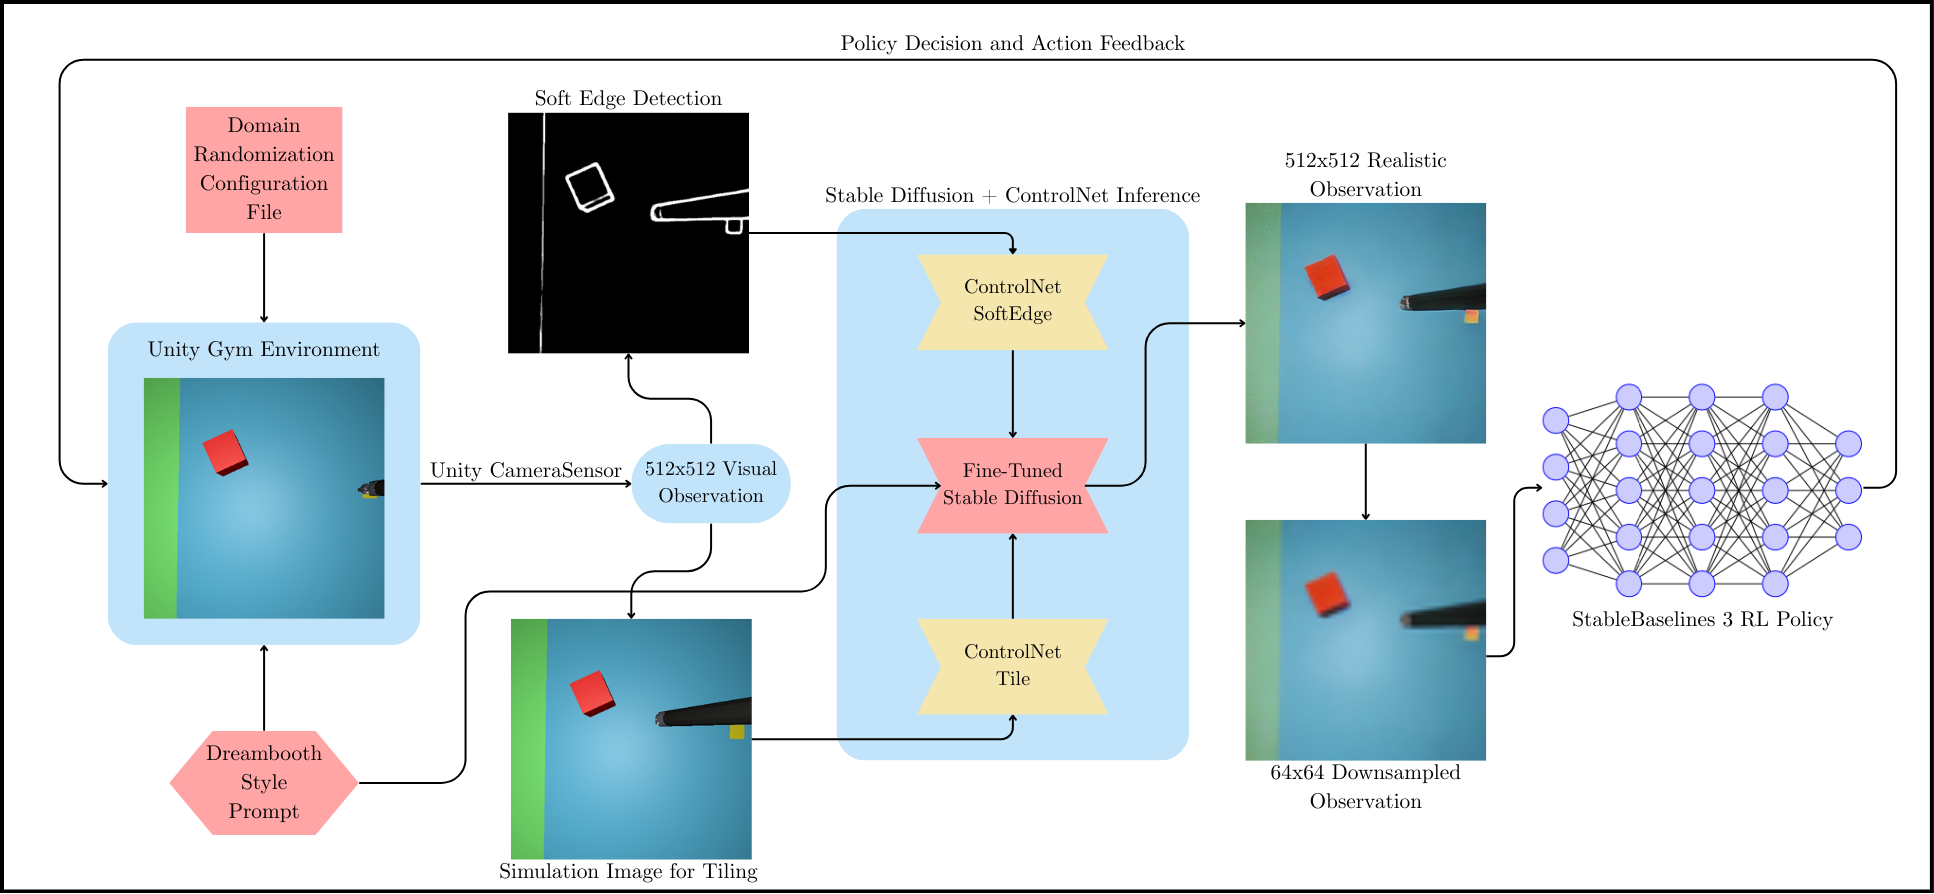 Policy Decision and Action Feedback
Domain
Randomization
Configuration
File
Unity Gym Environment
Dreambooth
Style
Prompt
Unity CameraSensor
Soft Edge Detection
512x512 Visual
Observation
Simulation Image for Tiling
Stable Diffusion + ControlNet Inference
ControlNet
SoftEdge
Fine-Tuned
Stable Diffusion
ControlNet
Tile
512x512 Realistic
Observation
64x64 Downsampled
Observation
StableBaselines 3 RL Policy